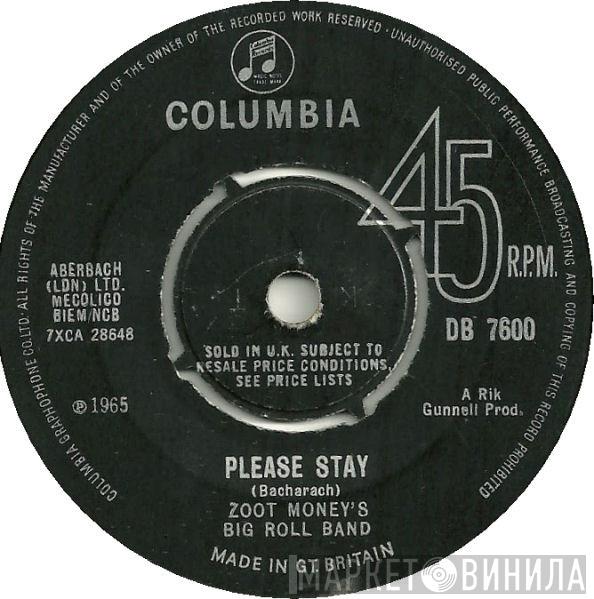 COLUMBIA GRAPHOPHONE CO. LTD. · ALL RIGHTS OF THE MANUFACTURER AND OF THE OWNER OF THE RECORDED WORK RESERVED · UNAUTHORISED PUBLIC PERFORMANCE BROADCASTING AND COPYING OF THIS RECORD PROHIBITED
COLUMBIA
45
R.P.M.
ABERBACH
(LDN) LTD.
MECOLICO
BIEM/NCB
7XCA 28648
DB 7600
SOLD IN U.K. SUBJECT TO
RESALE PRICE CONDITIONS,
SEE PRICE LISTS
℗ 1965
A Rik
Gunnell Prod.
PLEASE STAY
(Bacharach)
ZOOT MONEY'S
BIG ROLL BAND
MADE IN GT. BRITAIN
МАРКЕТ ВИНИЛА